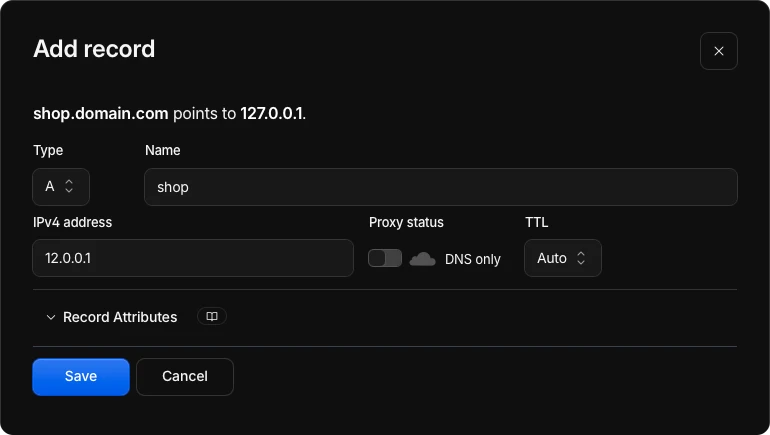 Add record
shop.domain.com points to 127.0.0.1.
Type
Name
A
shop
IPv4 address
Proxy status
TTL
12.0.0.1
DNS only
Auto
Record Attributes
Save
Cancel